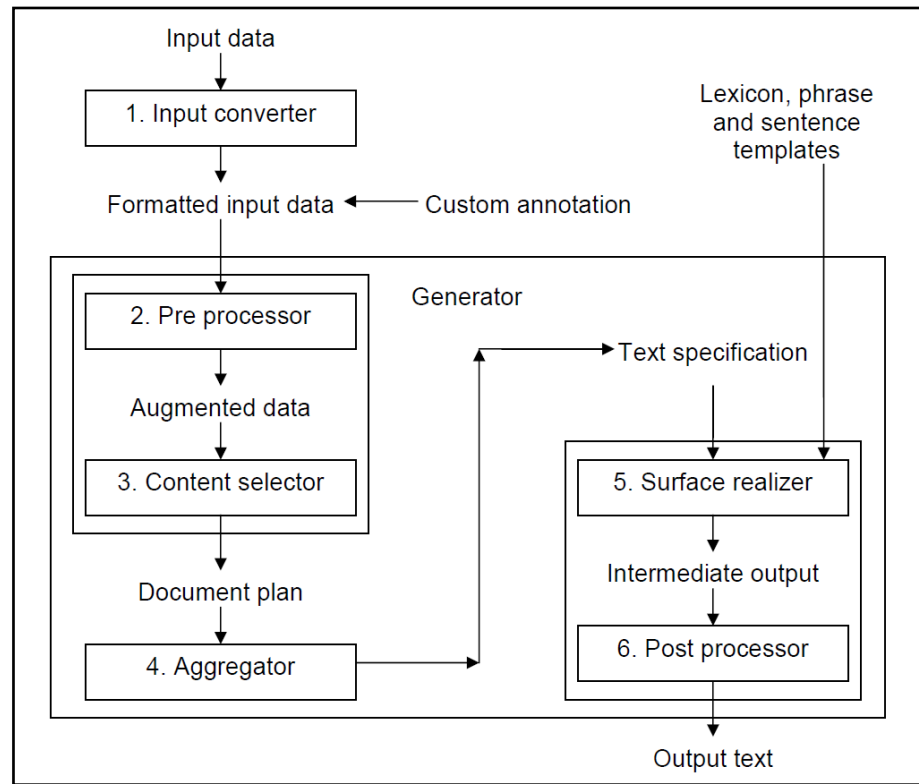 Input data
1. Input converter
Lexicon, phrase
and sentence
templates
Formatted input data
Custom annotation
Generator
2. Pre processor
Text specification
Augmented data
3. Content selector
5. Surface realizer
Intermediate output
Document plan
6. Post processor
4. Aggregator
Output text